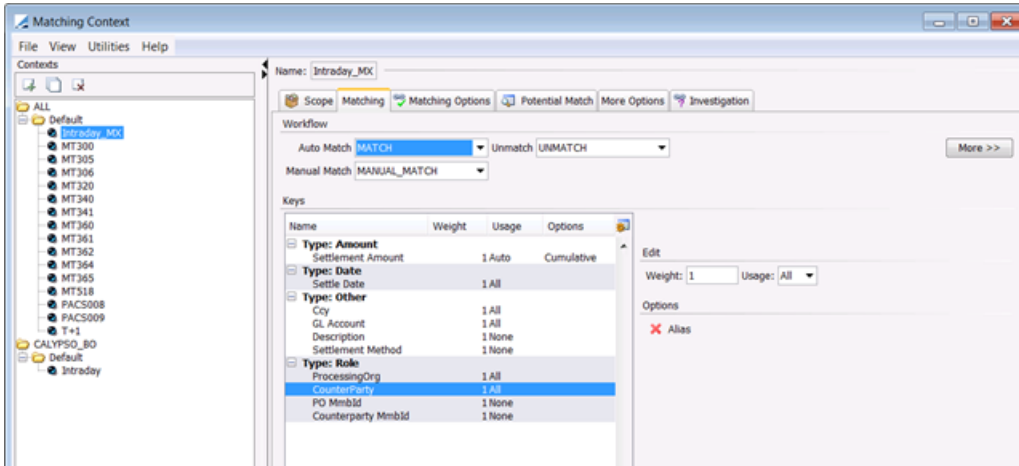 Matching Context
File View Utilities Help
Contexts
Name: Intraday_MX
ALL
Default
Intraday_MX
MT300
MT305
MT306
MT320
MT340
MT341
MT360
MT361
MT362
MT364
MT365
MT518
PACS008
PACS009
T+1
CALYPSO_BO
Default
Intraday
Scope Matching Matching Options Potential Match More Options Investigation
Workflow
Auto Match MATCH Unmatch UNMATCH More >>
Manual Match MANUAL_MATCH
Keys
Name Weight Usage Options
Type: Amount
Settlement Amount 1 Auto Cumulative
Type: Date
Settle Date 1 All
Type: Other
Ccy 1 All
GL Account 1 All
Description 1 None
Settlement Method 1 None
Type: Role
ProcessingOrg 1 All
CounterParty 1 All
PO MmbId 1 None
Counterparty MmbId 1 None
Edit
Weight: 1 Usage: All
Options
Alias